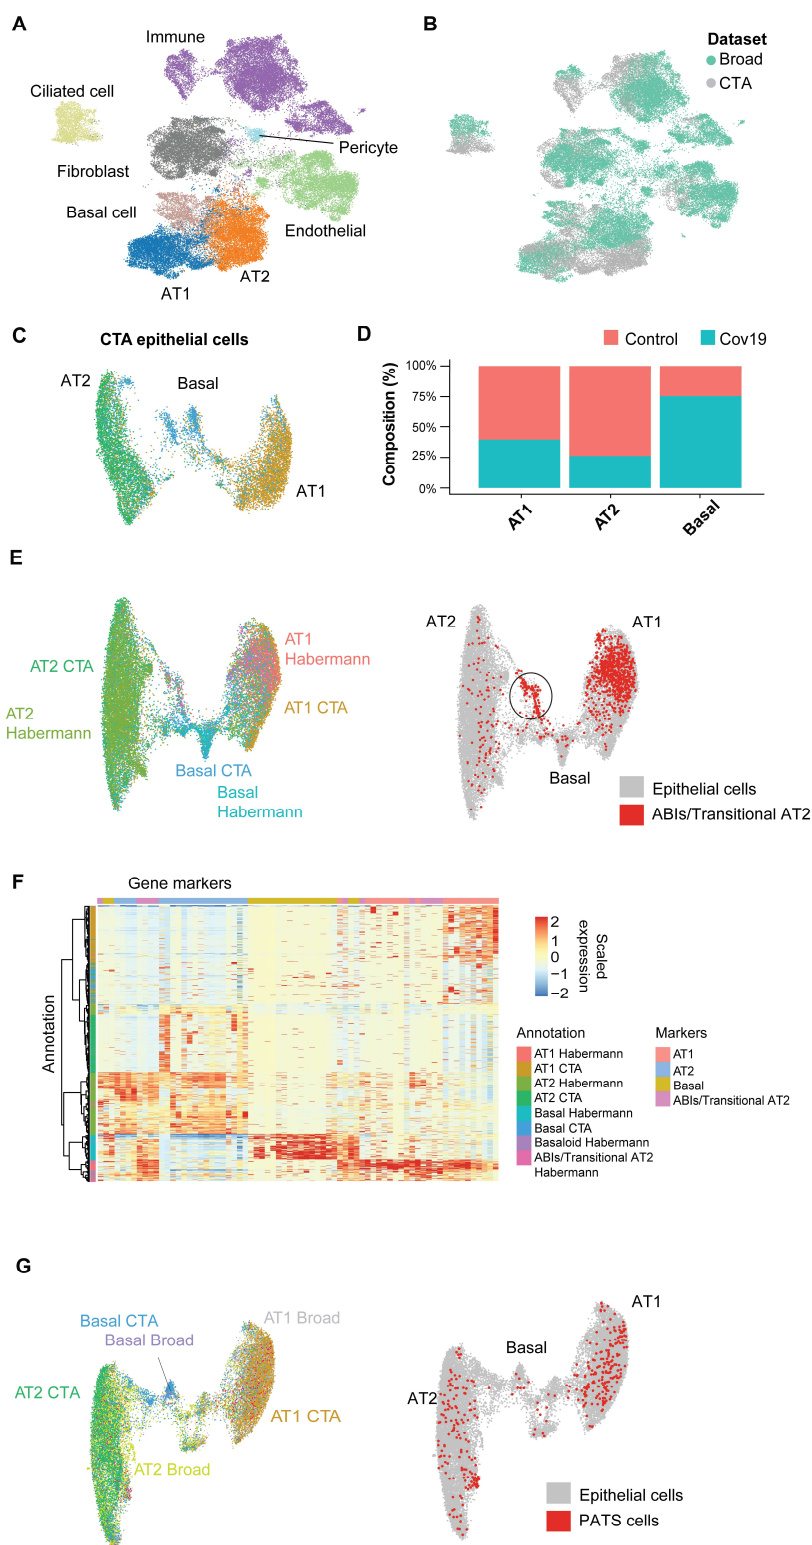 A
Immune
Ciliated cell
Fibroblast
Pericyte
Basal cell
Endothelial
AT2
AT1
B
Dataset
Broad
CTA
C
CTA epithelial cells
AT2
Basal
AT1
D
Control
Cov19
Composition (%)
100%
75%
50%
25%
0%
AT1
AT2
Basal
E
AT2 CTA
AT2
Habermann
AT1
Habermann
AT1 CTA
Basal CTA
Basal
Habermann
AT2
AT1
Basal
Epithelial cells
ABIs/Transitional AT2
F
Gene markers
Annotation
2
1
0
−1
−2
Scaled
expression
Annotation
AT1 Habermann
AT1 CTA
AT2 Habermann
AT2 CTA
Basal Habermann
Basal CTA
Basaloid Habermann
ABIs/Transitional AT2
Habermann
Markers
AT1
AT2
Basal
ABIs/Transitional AT2
G
Basal CTA
Basal Broad
AT1 Broad
AT2 CTA
AT1 CTA
AT2 Broad
AT1
Basal
AT2
Epithelial cells
PATS cells